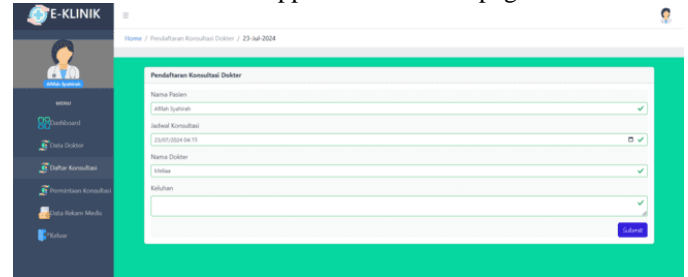 E-KLINIK
Home / Pendaftaran Konsultasi Dokter / 23-Jul-2024
Afifah Syahirah
MENU
Dashboard
Data Dokter
Daftar Konsultasi
Permintaan Konsultasi
Data Rekam Medis
Keluar
Pendaftaran Konsultasi Dokter
Nama Pasien
Afifah Syahirah
Jadwal Konsultasi
23/07/2024 04:15
Nama Dokter
Melisa
Keluhan
Submit